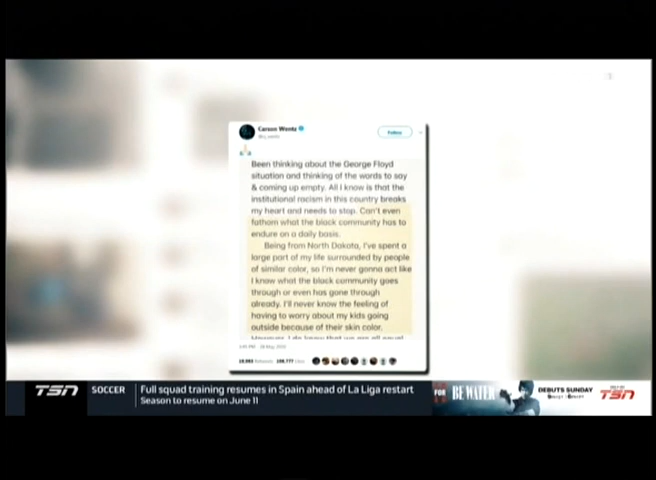 Carson Wentz
Follow
Been thinking about the George Floyd
situation and thinking of the words to say
& coming up empty. All I know is that the
institutional racism in this country breaks
my heart and needs to stop. Can't even
fathom what the black community has to
endure on a daily basis.
Being from North Dakota, I've spent a
large part of my life surrounded by people
of similar color, so I'm never gonna act like
I know what the black community goes
through or even has gone through
already. I'll never know the feeling of
having to worry about my kids going
outside because of their skin color.
TSN
SOCCER
Full squad training resumes in Spain ahead of La Liga restart
Season to resume on June 11
FOR
BE WATER
DEBUTS SUNDAY
TSN